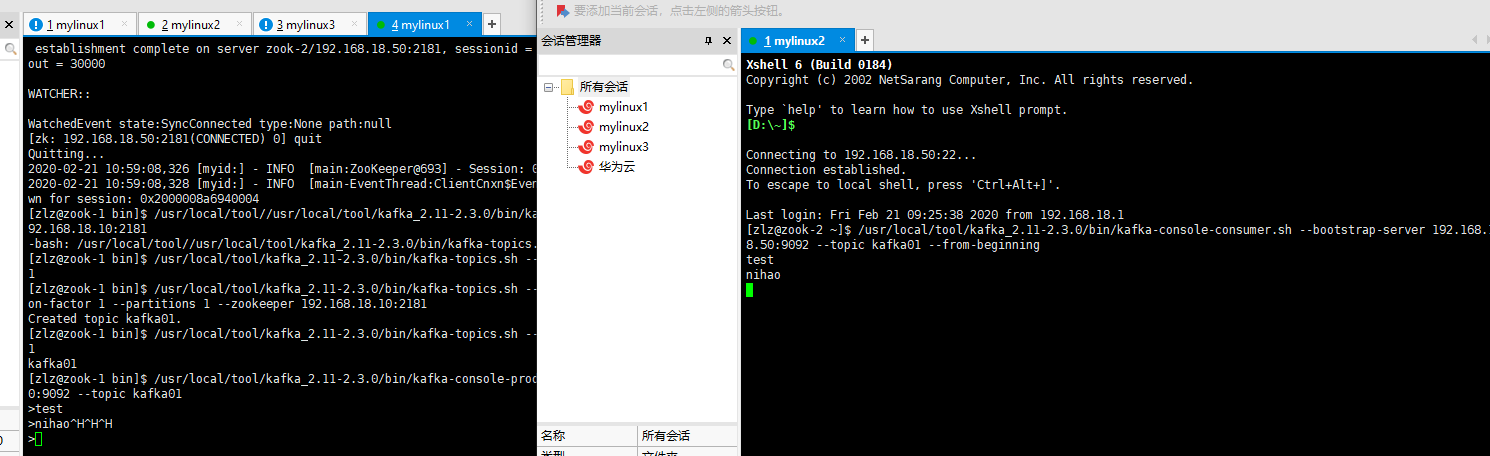 1 mylinux1
2 mylinux2
3 mylinux3
4 mylinux1
establishment complete on server zook-2/192.168.18.50:2181, sessionid =
out = 30000
WATCHER::
WatchedEvent state:SyncConnected type:None path:null
[zk: 192.168.18.50:2181(CONNECTED) 0] quit
Quitting...
2020-02-21 10:59:08,326 [myid:] - INFO  [main:ZooKeeper@693] - Session: 0
2020-02-21 10:59:08,328 [myid:] - INFO  [main-EventThread:ClientCnxn$Even
wn for session: 0x2000008a6940004
[zlz@zook-1 bin]$ /usr/local/tool//usr/local/tool/kafka_2.11-2.3.0/bin/ka
92.168.18.10:2181
-bash: /usr/local/tool//usr/local/tool/kafka_2.11-2.3.0/bin/kafka-topics.
[zlz@zook-1 bin]$ /usr/local/tool/kafka_2.11-2.3.0/bin/kafka-topics.sh --
1
[zlz@zook-1 bin]$ /usr/local/tool/kafka_2.11-2.3.0/bin/kafka-topics.sh --
on-factor 1 --partitions 1 --zookeeper 192.168.18.10:2181
Created topic kafka01.
[zlz@zook-1 bin]$ /usr/local/tool/kafka_2.11-2.3.0/bin/kafka-topics.sh --
1
kafka01
[zlz@zook-1 bin]$ /usr/local/tool/kafka_2.11-2.3.0/bin/kafka-console-prod
0:9092 --topic kafka01
>test
>nihao^H^H^H
>
要添加当前会话，点击左侧的箭头按钮。
会话管理器
所有会话
mylinux1
mylinux2
mylinux3
华为云
名称
所有会话
类型
文件夹
1 mylinux2
Xshell 6 (Build 0184)
Copyright (c) 2002 NetSarang Computer, Inc. All rights reserved.
Type `help' to learn how to use Xshell prompt.
[D:\~]$
Connecting to 192.168.18.50:22...
Connection established.
To escape to local shell, press 'Ctrl+Alt+]'.
Last login: Fri Feb 21 09:25:38 2020 from 192.168.18.1
[zlz@zook-2 ~]$ /usr/local/tool/kafka_2.11-2.3.0/bin/kafka-console-consumer.sh --bootstrap-server 192.168.1
8.50:9092 --topic kafka01 --from-beginning
test
nihao